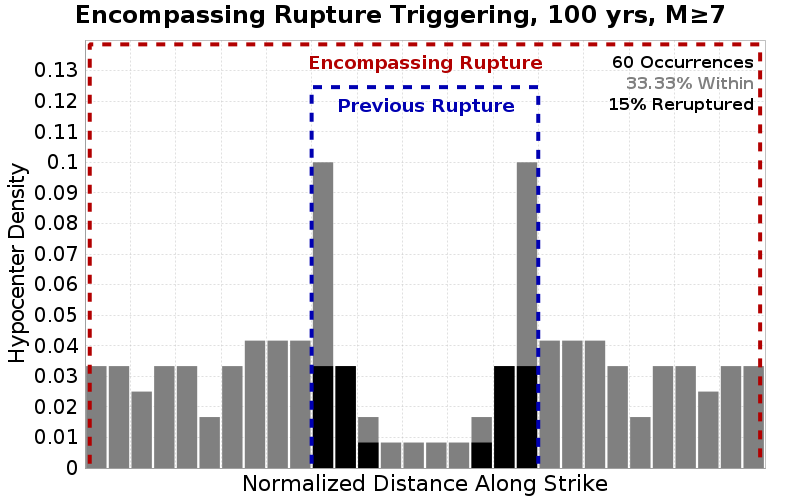 Encompassing Rupture Triggering, 100 yrs, M≥7
Encompassing Rupture
60 Occurrences
33.33% Within
15% Reruptured
Previous Rupture
Hypocenter Density
0.13
0.12
0.11
0.1
0.09
0.08
0.07
0.06
0.05
0.04
0.03
0.02
0.01
0
Normalized Distance Along Strike